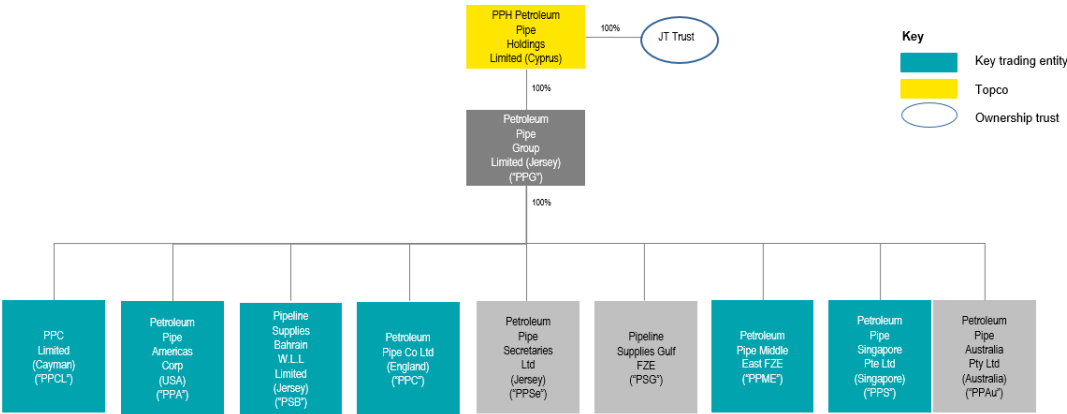 PPH Petroleum
Pipe
Holdings
Limited (Cyprus)
100%
JT Trust
Key
Key trading entity
Topco
Ownership trust
100%
Petroleum
Pipe
Group
Limited (Jersey)
("PPG")
100%
PPC
Limited
(Cayman)
("PPCL")
Petroleum
Pipe
Americas
Corp
(USA)
("PPA")
Pipeline
Supplies
Bahrain
W.L.L
Limited
(Jersey)
("PSB")
Petroleum
Pipe Co Ltd
(England)
("PPC")
Petroleum
Pipe
Secretaries
Ltd
(Jersey)
("PPSe")
Pipeline
Supplies Gulf
FZE
("PSG")
Petroleum
Pipe Middle
East FZE
("PPME")
Petroleum
Pipe
Singapore
Pte Ltd
(Singapore)
("PPS")
Petroleum
Pipe
Australia
Pty Ltd
(Australia)
("PPAu")